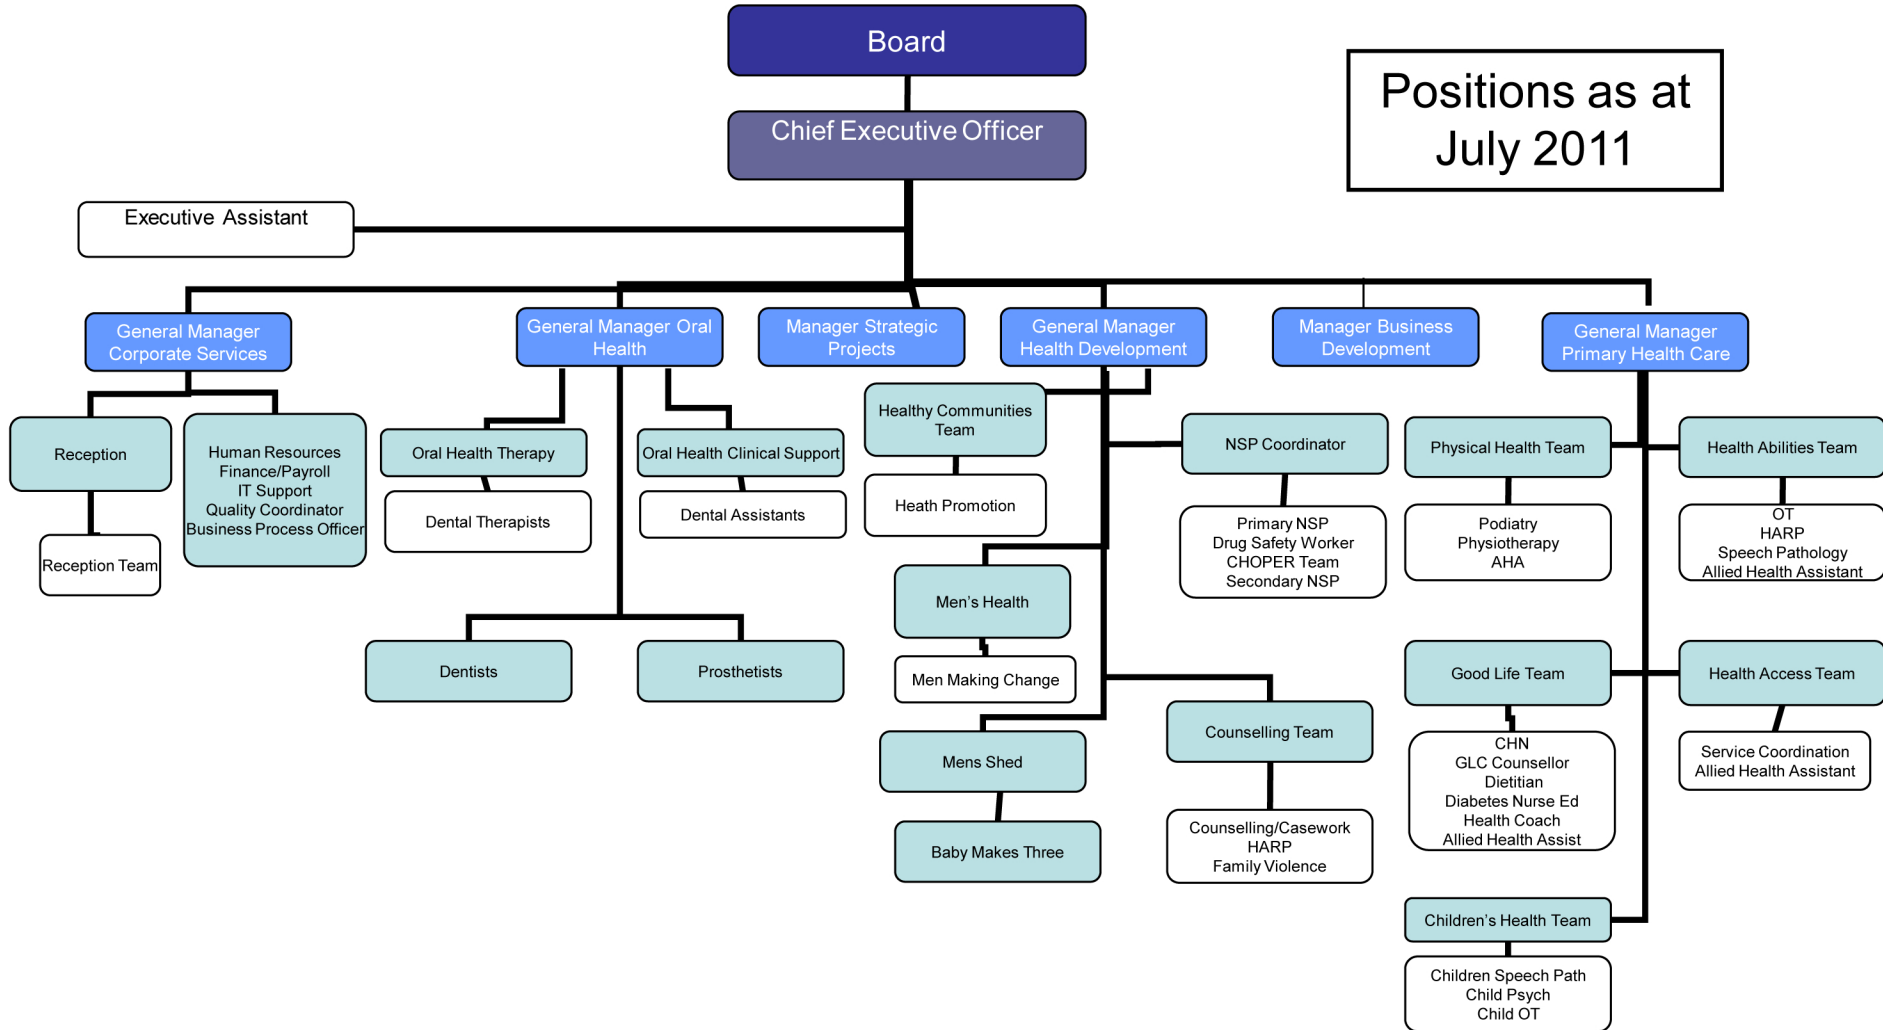 Board
Positions as at
July 2011
Chief Executive Officer
Executive Assistant
General Manager
Corporate Services
General Manager Oral
Health
Manager Strategic
Projects
General Manager
Health Development
Manager Business
Development
General Manager
Primary Health Care
Reception
Human Resources
Finance/Payroll
IT Support
Quality Coordinator
Business Process Officer
Reception Team
Oral Health Therapy
Dental Therapists
Oral Health Clinical Support
Dental Assistants
Dentists
Prosthetists
Healthy Communities
Team
Heath Promotion
NSP Coordinator
Primary NSP
Drug Safety Worker
CHOPER Team
Secondary NSP
Men’s Health
Men Making Change
Mens Shed
Baby Makes Three
Counselling Team
Counselling/Casework
HARP
Family Violence
Physical Health Team
Podiatry
Physiotherapy
AHA
Health Abilities Team
OT
HARP
Speech Pathology
Allied Health Assistant
Good Life Team
CHN
GLC Counsellor
Dietitian
Diabetes Nurse Ed
Health Coach
Allied Health Assist
Health Access Team
Service Coordination
Allied Health Assistant
Children’s Health Team
Children Speech Path
Child Psych
Child OT